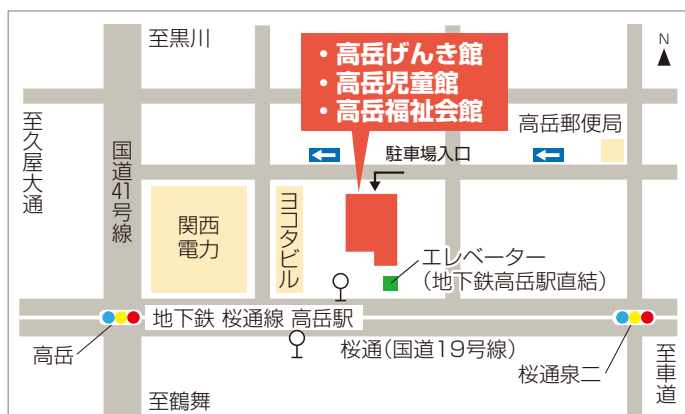 至黒川
・高岳げんき館
・高岳児童館
・高岳福祉会館
N
至久屋大通
国道41号線
駐車場入口
高岳郵便局
関西
電力
ヨコタビル
エレベーター
(地下鉄高岳駅直結)
地下鉄 桜通線 高岳駅
高岳
桜通(国道19号線)
桜通泉二
至車道
至鶴舞